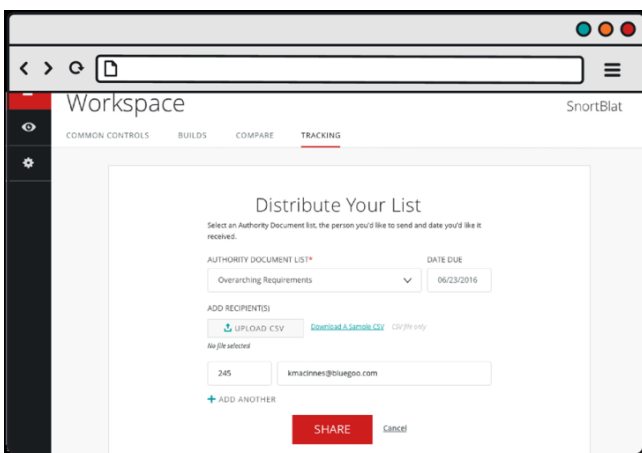 Workspace
SnortBlat
COMMON CONTROLS BUILDS COMPARE TRACKING
Distribute Your List
Select an Authority Document list, the person you'd like to send and date you'd like it
received.
AUTHORITY DOCUMENT LIST* DATE DUE
Overarching Requirements 06/23/2016
ADD RECIPIENT(S)
UPLOAD CSV Download A Sample CSV CSV file only
No file selected
245 kmacinnes@bluegoo.com
+ ADD ANOTHER
SHARE Cancel